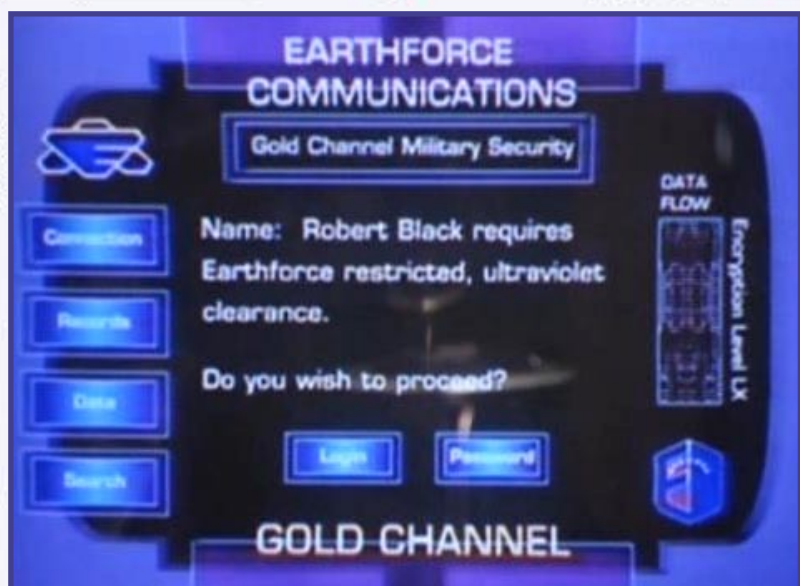 EARTHFORCE
COMMUNICATIONS
Gold Channel Military Security
DATA
FLOW
Connection
Records
Data
Search
Name: Robert Black requires
Earthforce restricted, ultraviolet
clearance.
Do you wish to proceed?
Login
Password
Encryption Level LX
GOLD CHANNEL